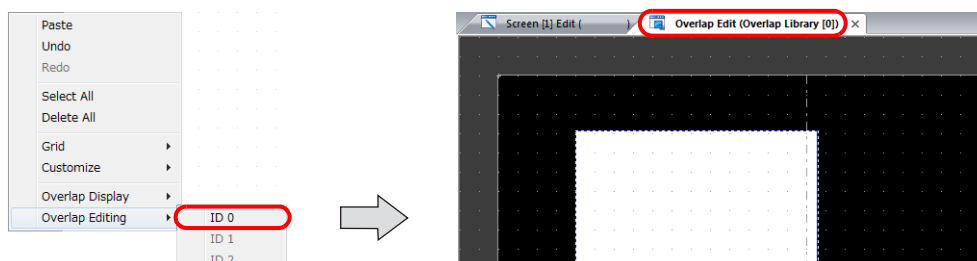 Paste
Undo
Redo
Select All
Delete All
Grid
Customize
Overlap Display
Overlap Editing
ID 0
ID 1
ID 2
Screen [1] Edit ( )
Overlap Edit (Overlap Library [0])